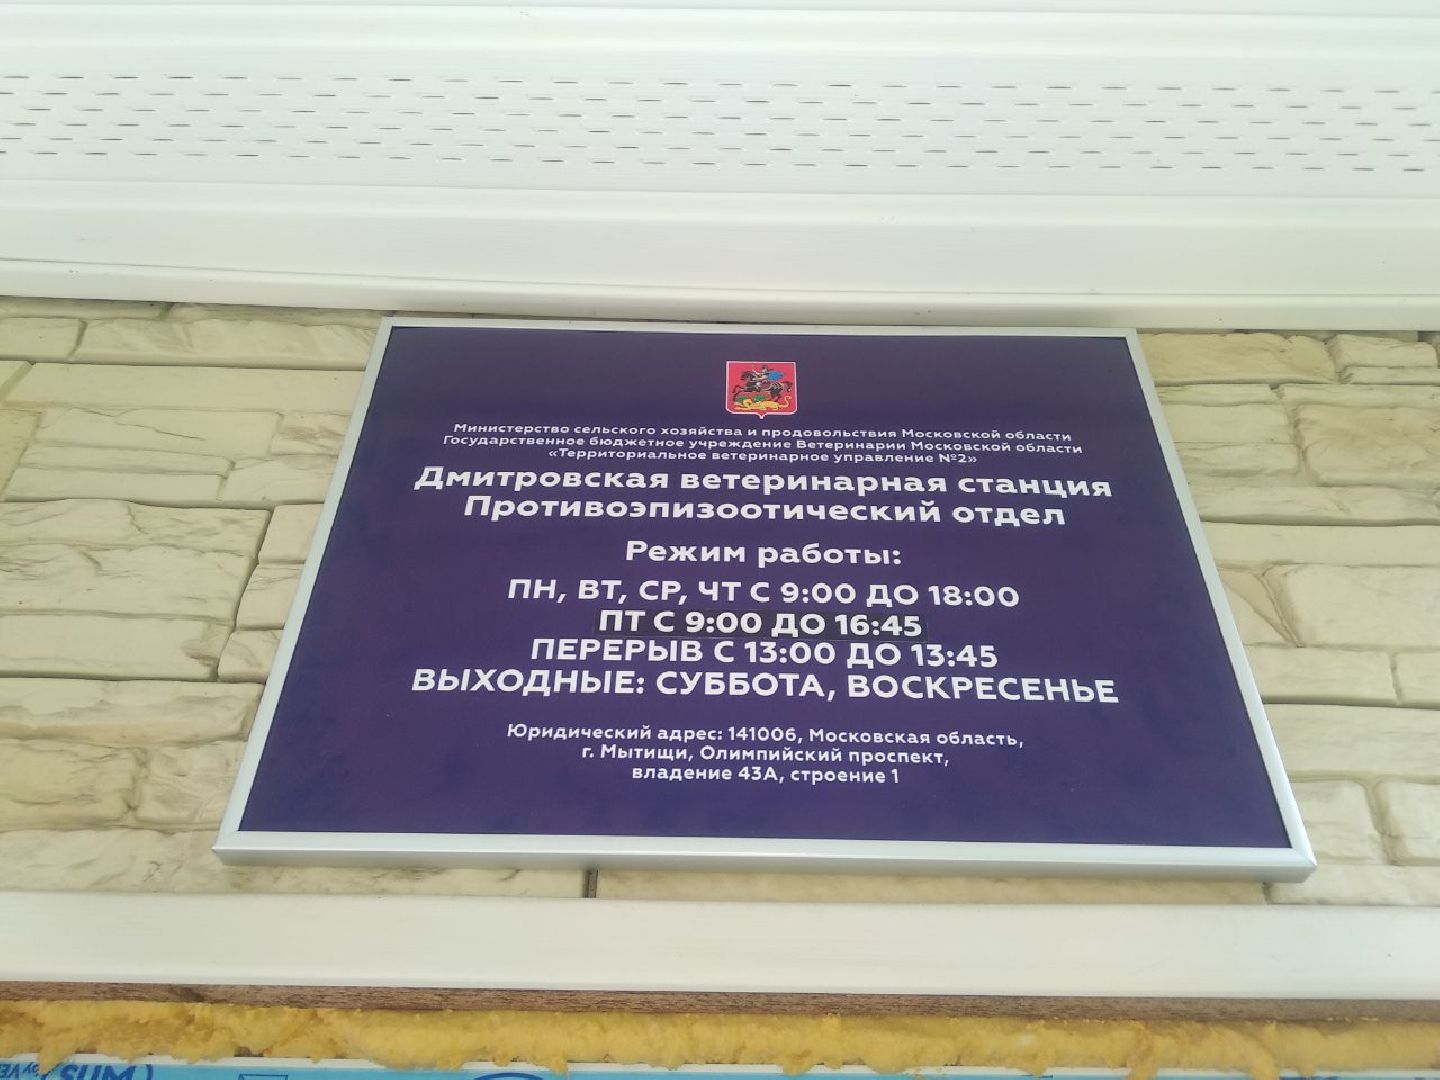 Министерство сельского хозяйства и продовольствия Московской области
Государственное бюджетное учреждение Ветеринарии Московской области
«Территориальное ветеринарное управление №2»
Дмитровская ветеринарная станция
Противоэпизоотический отдел
Режим работы:
ПН, ВТ, СР, ЧТ С 9:00 ДО 18:00
ПТ С 9:00 ДО 16:45
ПЕРЕРЫВ С 13:00 ДО 13:45
ВЫХОДНЫЕ: СУББОТА, ВОСКРЕСЕНЬЕ
Юридический адрес: 141006, Московская область,
г. Мытищи, Олимпийский проспект,
владение 43А, строение 1